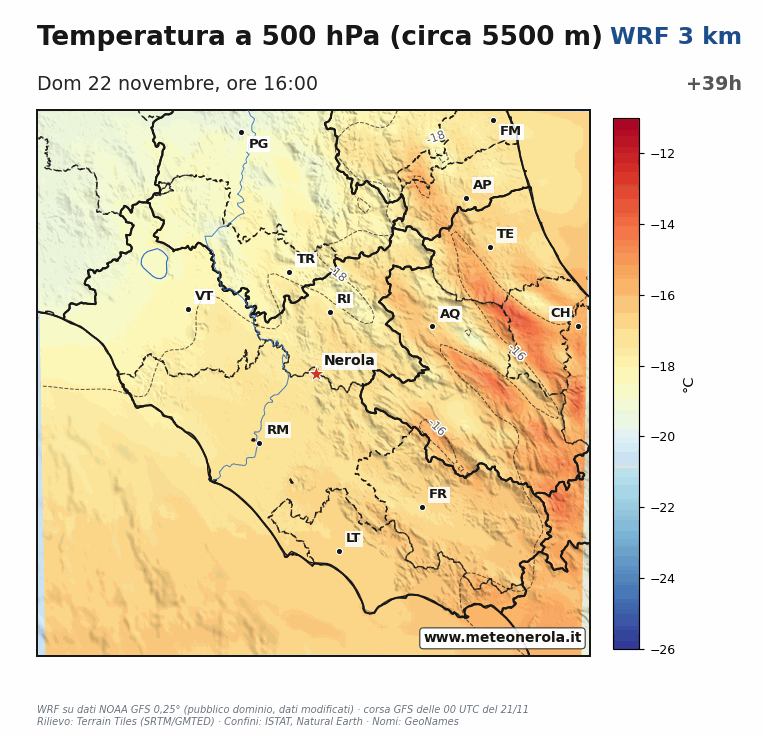 Temperatura a 500 hPa (circa 5500 m) WRF 3 km
Dom 22 novembre, ore 16:00 +39h
PG
-18
FM
AP
TE
TR
-18
VT
RI
AQ
CH
-16
Nerola
RM
-16
FR
LT
www.meteonerola.it
−12
−14
−16
−18
−20
−22
−24
−26
°C
WRF su dati NOAA GFS 0,25° (pubblico dominio, dati modificati) · corsa GFS delle 00 UTC del 21/11
Rilievo: Terrain Tiles (SRTM/GMTED) · Confini: ISTAT, Natural Earth · Nomi: GeoNames